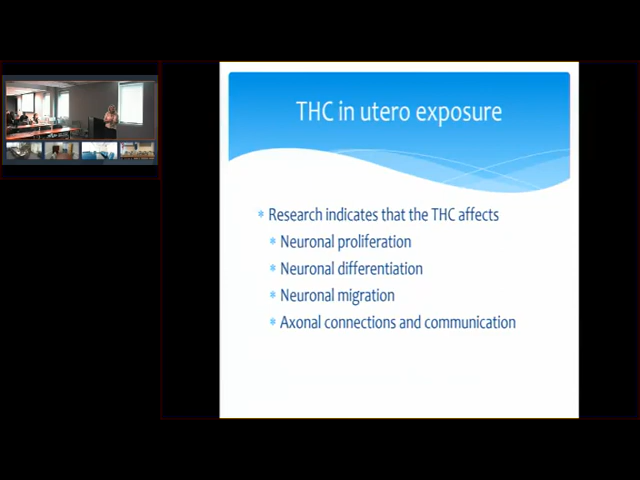 THC in utero exposure
Research indicates that the THC affects
Neuronal proliferation
Neuronal differentiation
Neuronal migration
Axonal connections and communication